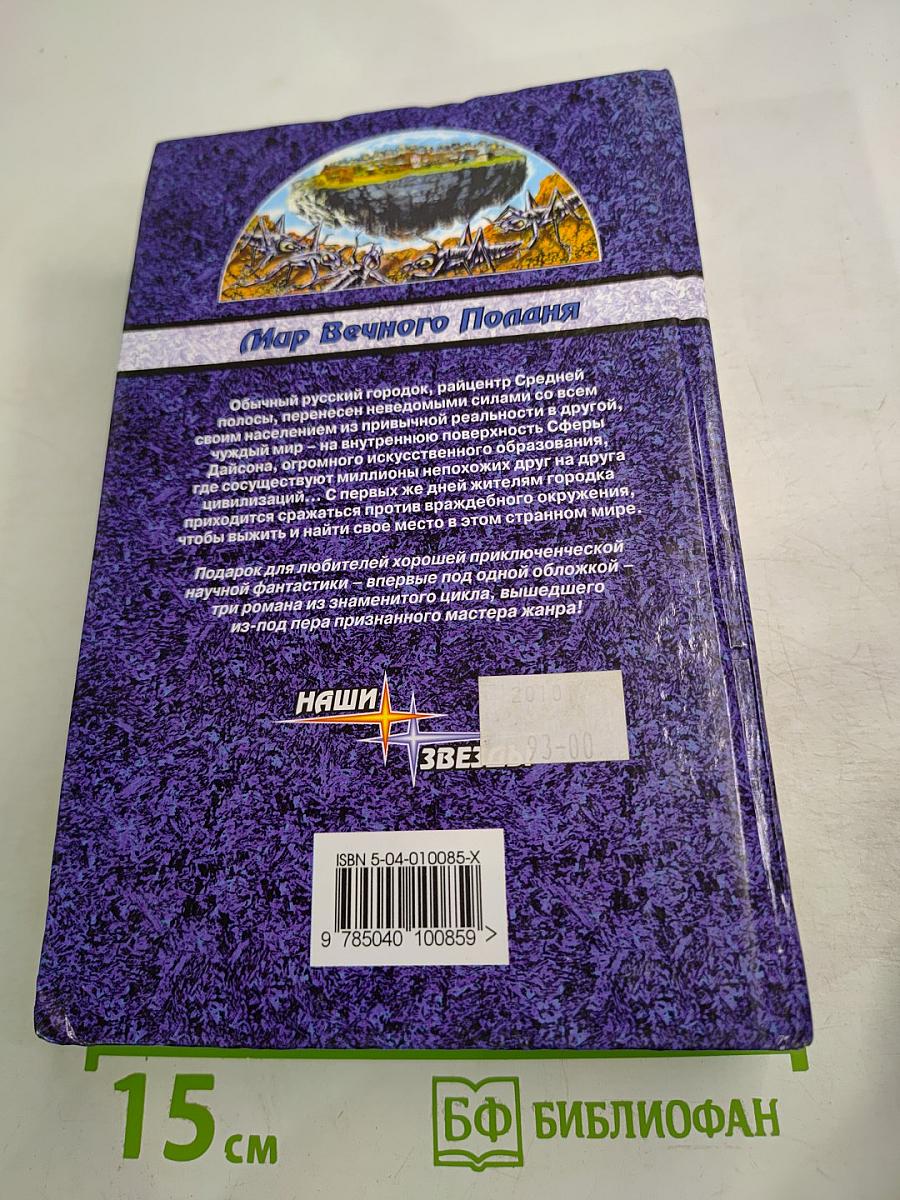 Мир Вечного Полдня
Обычный русский городок, райцентр Средней
полосы, перенесен неведомыми силами со всем
своим населением из привычной реальности в другой,
чуждый мир – на внутреннюю поверхность Сферы
Дайсона, огромного искусственного образования,
где сосуществуют миллионы непохожих друг на друга
цивилизаций... С первых же дней жителям городка
приходится сражаться против враждебного окружения,
чтобы выжить и найти свое место в этом странном мире.
Подарок для любителей хорошей приключенческой
научной фантастики – впервые под одной обложкой –
три романа из знаменитого цикла, вышедшего
из-под пера признанного мастера жанра!
НАШИ
93-00
ISBN 5-04-010085-X
9 785040 100859 >
15 см
БФ БИБЛИОФАН